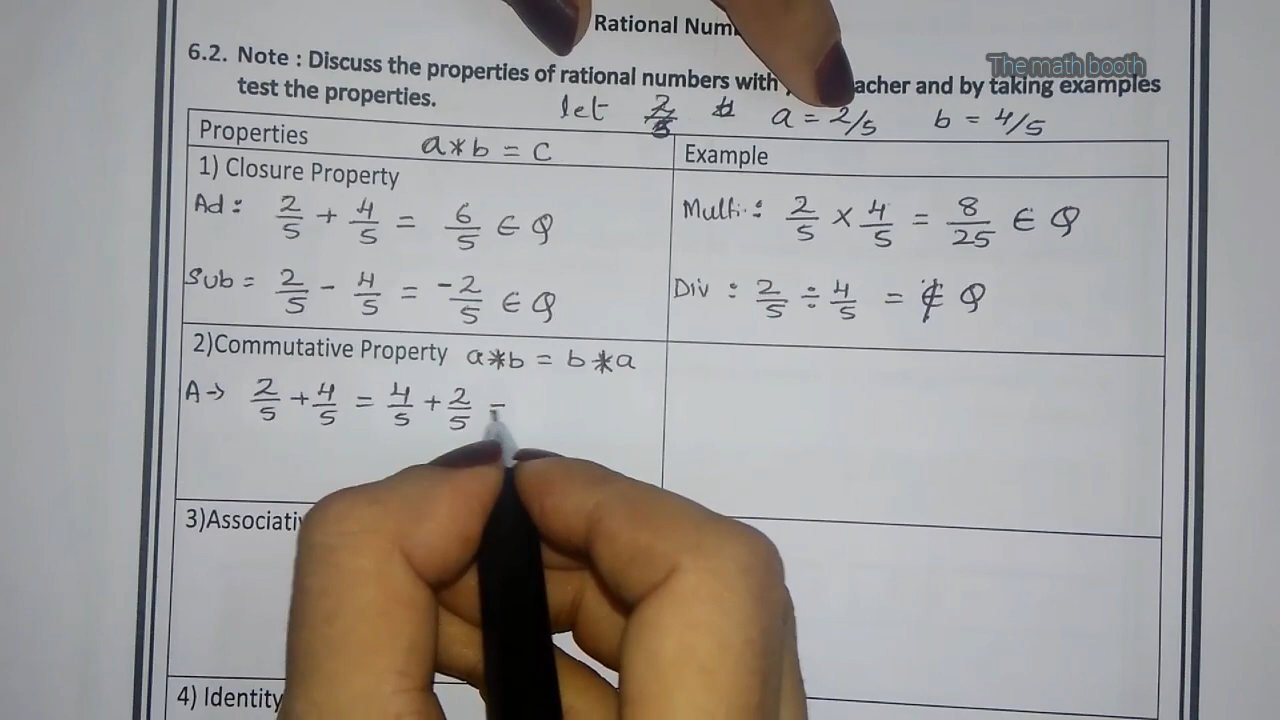 Rational Num
The math booth
6.2. Note : Discuss the properties of rational numbers with acher and by taking examples
test the properties.
let a = 2/5 b = 4/5
Properties a*b = c
Example
1) Closure Property
Ad : 2/5 + 4/5 = 6/5 ∈ Q
Multi. : 2/5 × 4/5 = 8/25 ∈ Q
Sub = 2/5 - 4/5 = -2/5 ∈ Q
Div : 2/5 ÷ 4/5 = ∉ Q
2)Commutative Property a*b = b*a
A → 2/5 + 4/5 = 4/5 + 2/5 =
3)Associativ
4) Identity